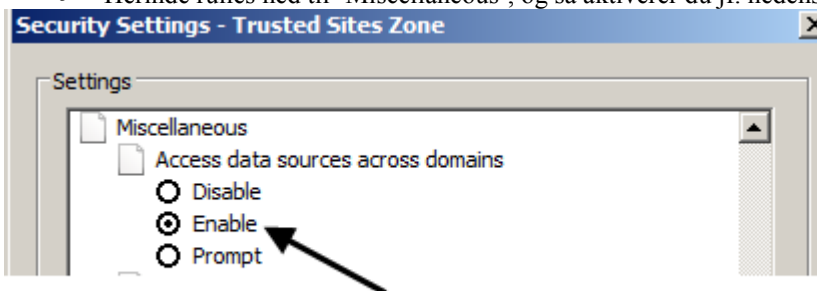 Security Settings - Trusted Sites Zone
Settings
Miscellaneous
Access data sources across domains
Disable
Enable
Prompt